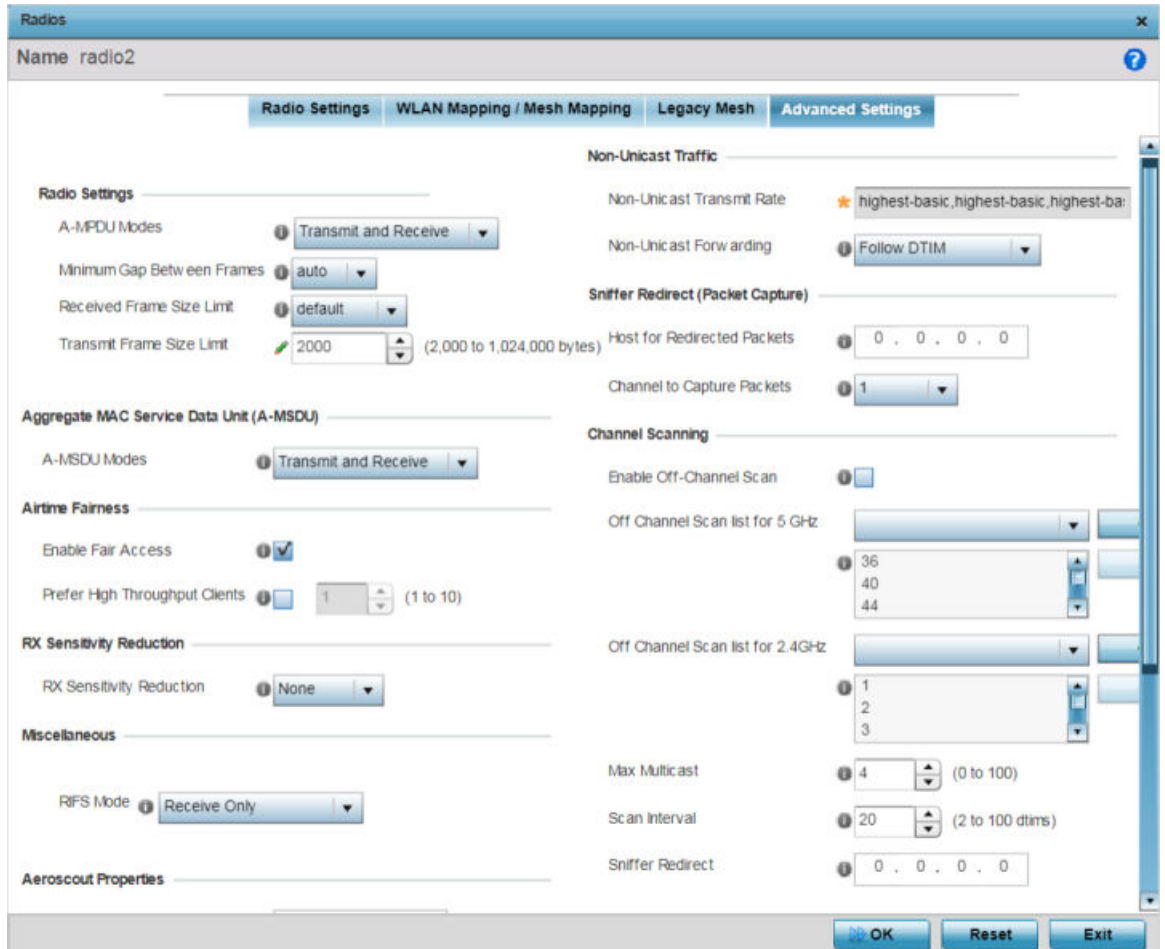 Radios
Name radio2
Radio Settings
WLAN Mapping / Mesh Mapping
Legacy Mesh
Advanced Settings
Radio Settings
A-MPDU Modes
Transmit and Receive
Minimum Gap Between Frames
auto
Received Frame Size Limit
default
Transmit Frame Size Limit
2000
(2,000 to 1,024,000 bytes)
Aggregate MAC Service Data Unit (A-MSDU)
A-MSDU Modes
Transmit and Receive
Airtime Fairness
Enable Fair Access
Prefer High Throughput Clients
1
(1 to 10)
RX Sensitivity Reduction
RX Sensitivity Reduction
None
Miscellaneous
RIFS Mode
Receive Only
Aeroscout Properties
Non-Unicast Traffic
Non-Unicast Transmit Rate
highest-basic,highest-basic,highest-ba
Non-Unicast Forwarding
Follow DTIM
Sniffer Redirect (Packet Capture)
Host for Redirected Packets
0 . 0 . 0 . 0
Channel to Capture Packets
1
Channel Scanning
Enable Off-Channel Scan
Off Channel Scan list for 5 GHz
36
40
44
Off Channel Scan list for 2.4GHz
1
2
3
Max Multicast
4
(0 to 100)
Scan Interval
20
(2 to 100 dtims)
Sniffer Redirect
0 . 0 . 0 . 0
OK
Reset
Exit